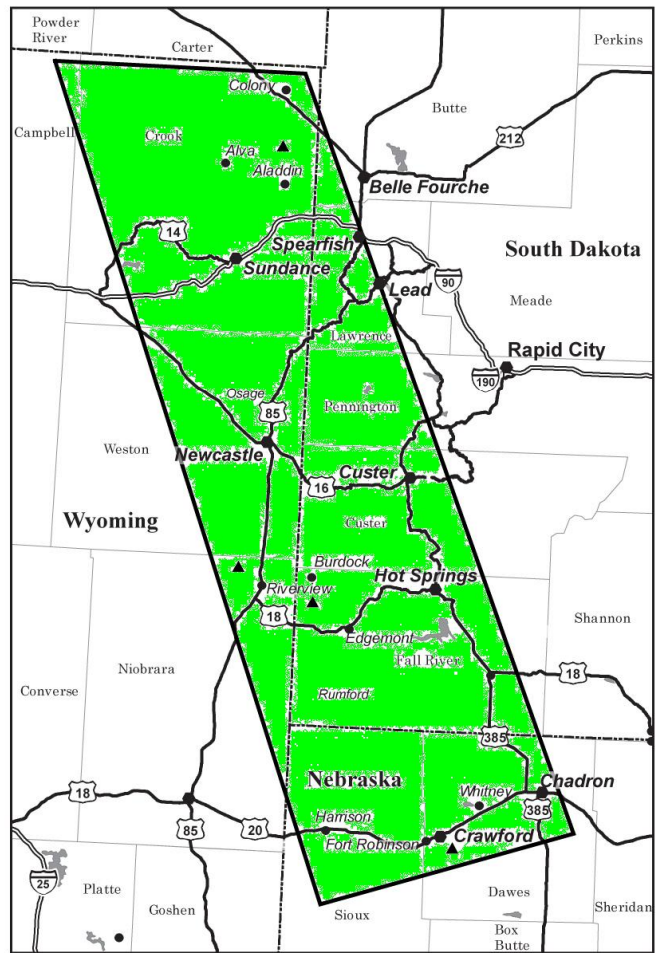 Powder
River
Carter
Perkins
Colony
Butte
Campbell
Crook
212
Alva
Aladdin
Belle Fourche
14
Spearfish
South Dakota
Sundance
90
Lead
Meade
Lawrence
Rapid City
190
Osage
Pennington
85
Weston
Newcastle
Custer
16
Wyoming
Custer
Burdock
Hot Springs
Riverview
18
Shannon
Edgemont
Niobrara
Fall River
18
Converse
Rumford
385
Nebraska
Chadron
18
Whitney
385
Harrison
85
20
Fort Robinson
Crawford
25
Platte
Dawes
Goshen
Sioux
Sheridan
Box
Butte